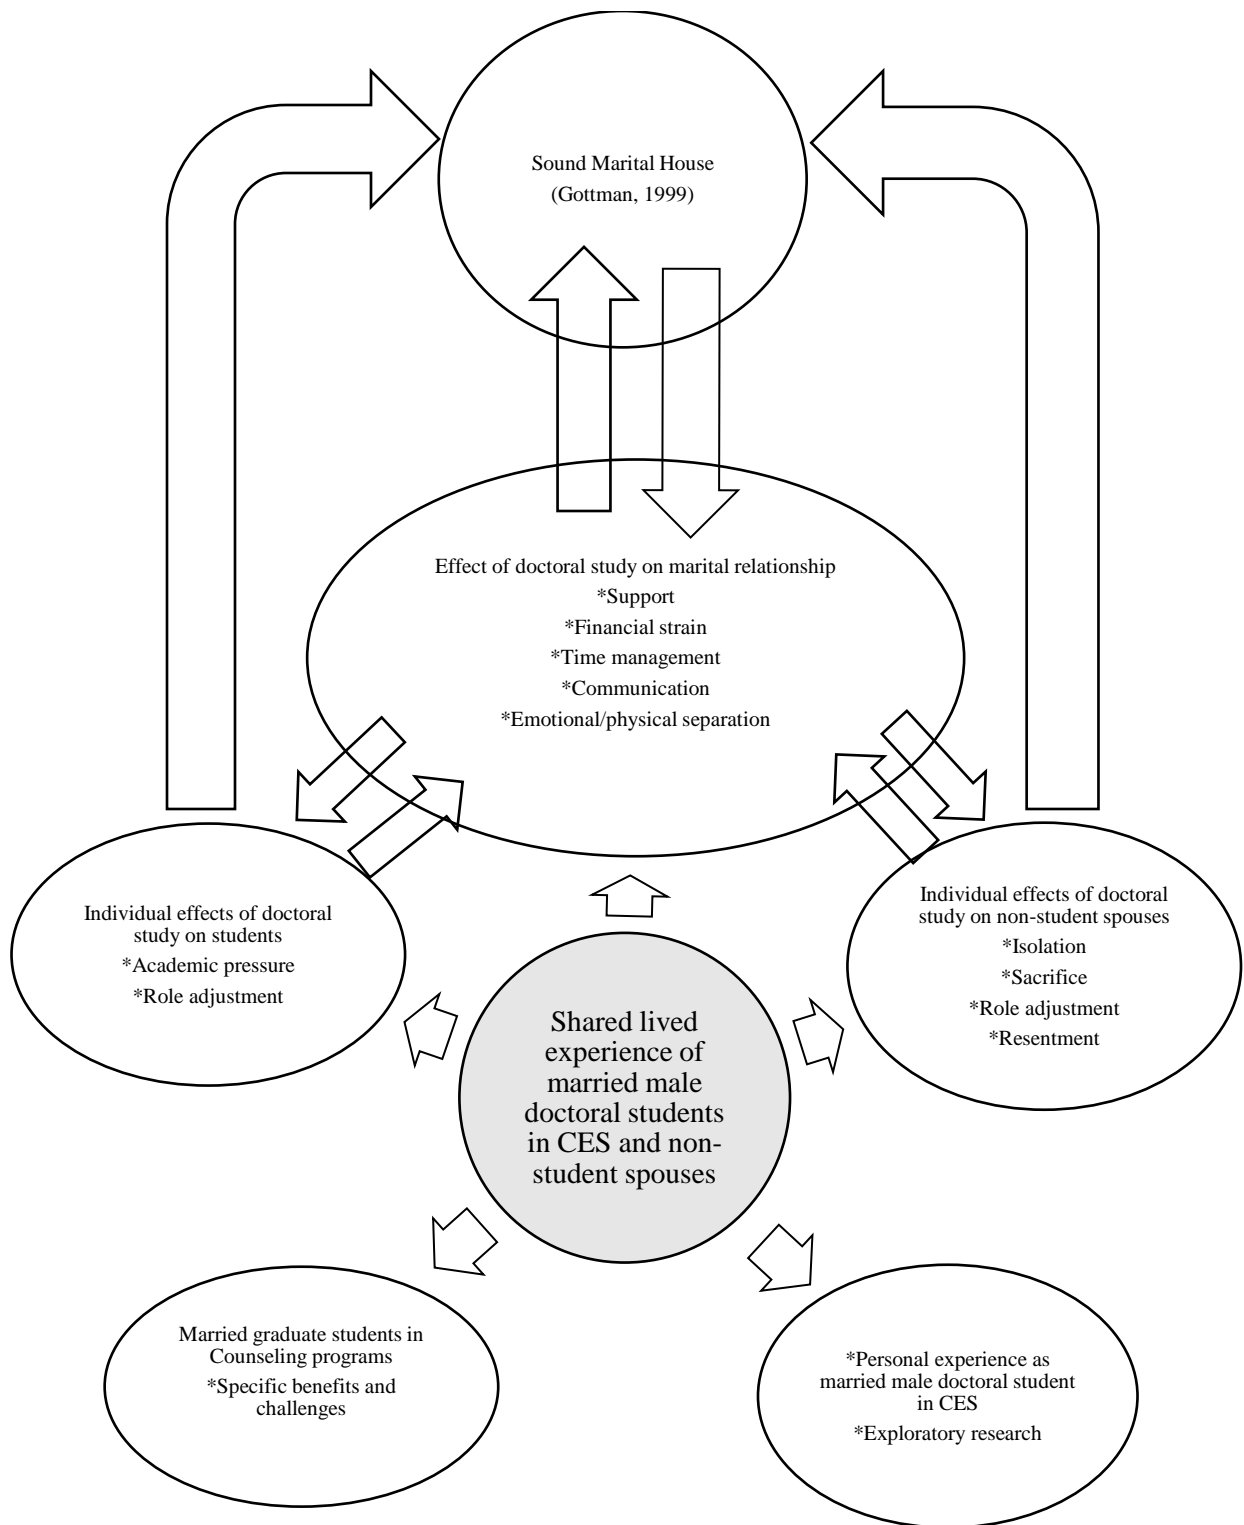 Sound Marital House
(Gottman, 1999)
Effect of doctoral study on marital relationship
*Support
*Financial strain
*Time management
*Communication
*Emotional/physical separation
Individual effects of doctoral
study on students
*Academic pressure
*Role adjustment
Individual effects of doctoral
study on non-student spouses
*Isolation
*Sacrifice
*Role adjustment
*Resentment
Shared lived
experience of
married male
doctoral students
in CES and non-
student spouses
Married graduate students in
Counseling programs
*Specific benefits and
challenges
*Personal experience as
married male doctoral student
in CES
*Exploratory research